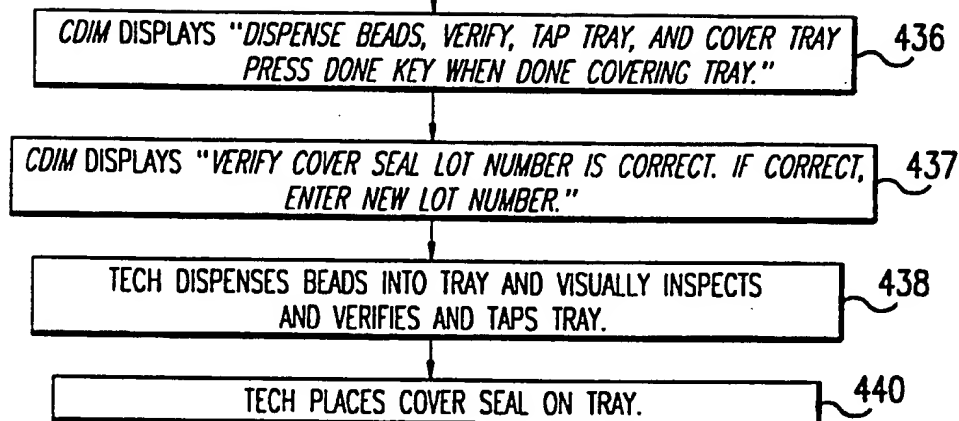 CDIM DISPLAYS "DISPENSE BEADS, VERIFY, TAP TRAY, AND COVER TRAY
PRESS DONE KEY WHEN DONE COVERING TRAY."
436
CDIM DISPLAYS "VERIFY COVER SEAL LOT NUMBER IS CORRECT. IF CORRECT,
ENTER NEW LOT NUMBER."
437
TECH DISPENSES BEADS INTO TRAY AND VISUALLY INSPECTS
AND VERIFIES AND TAPS TRAY.
438
TECH PLACES COVER SEAL ON TRAY.
440